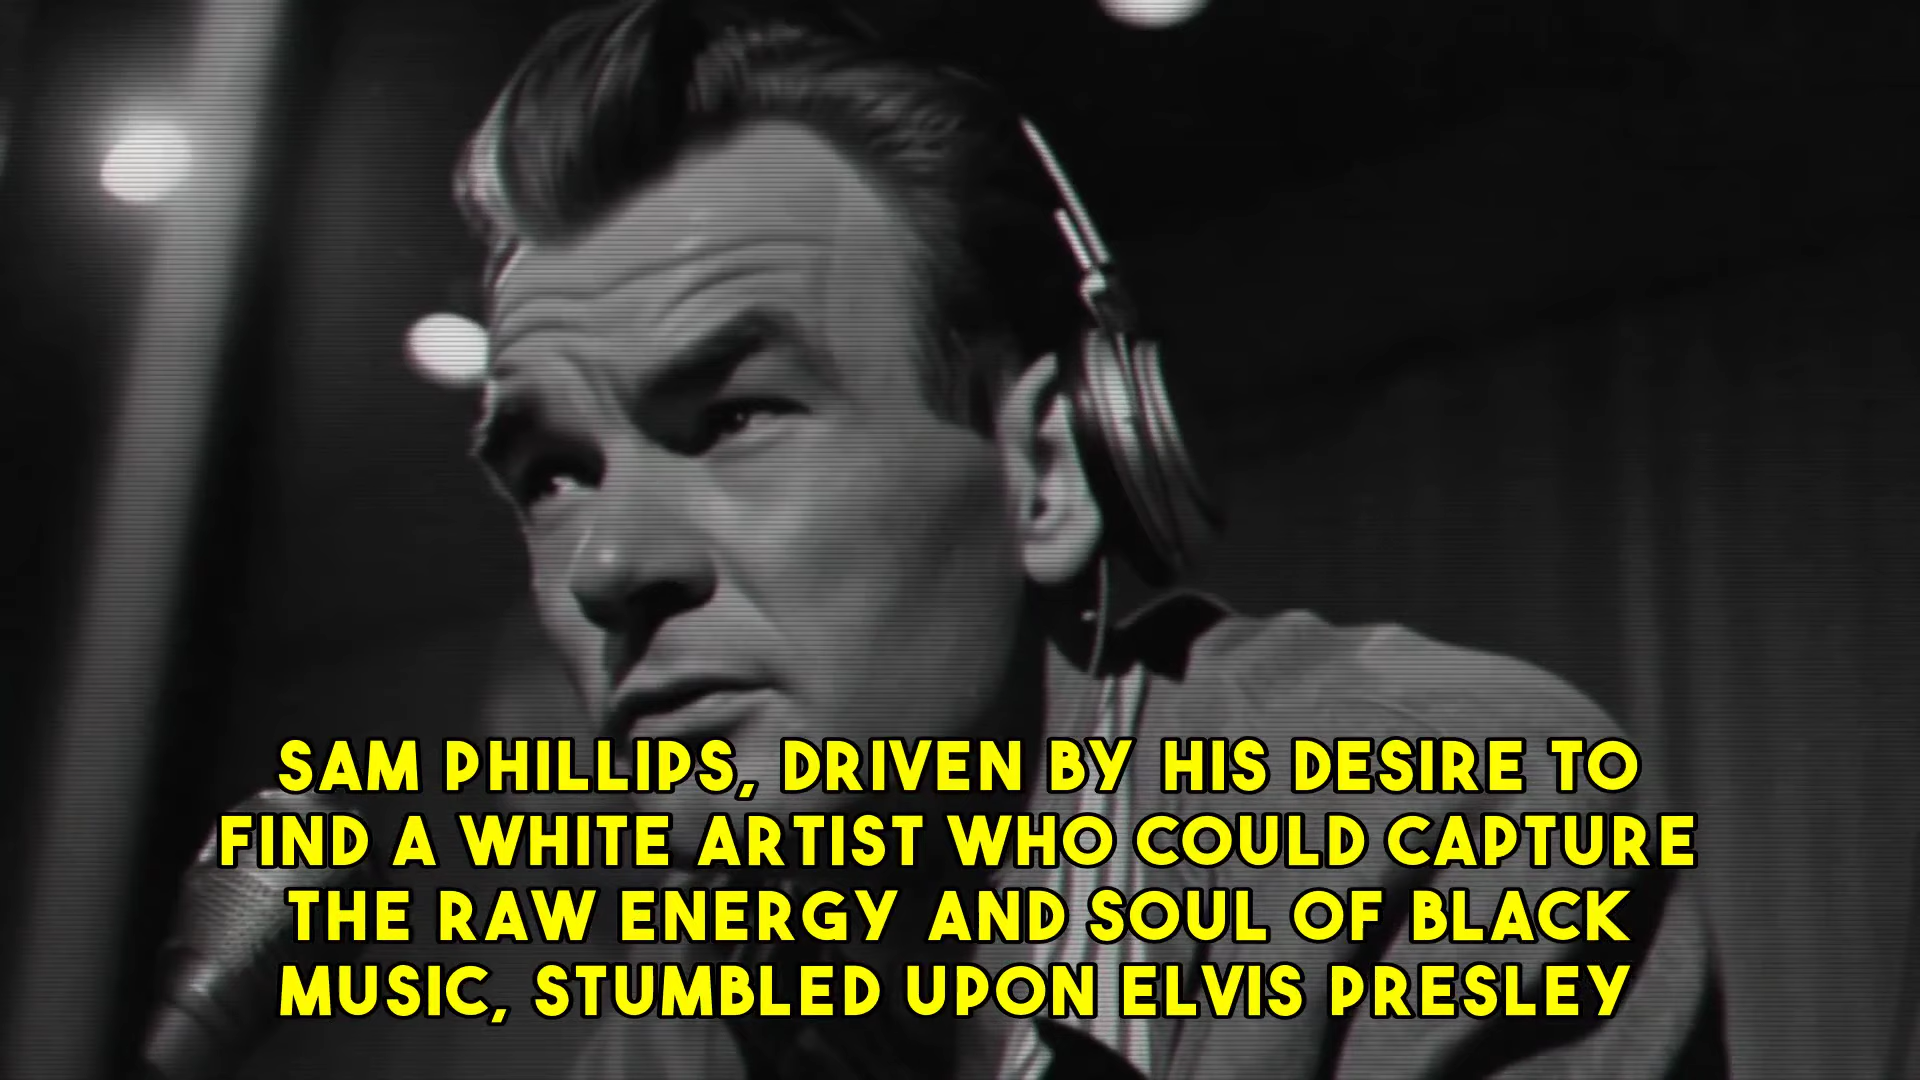 SAM PHILLIPS, DRIVEN BY HIS DESIRE TO
FIND A WHITE ARTIST WHO COULD CAPTURE
THE RAW ENERGY AND SOUL OF BLACK
MUSIC, STUMBLED UPON ELVIS PRESLEY